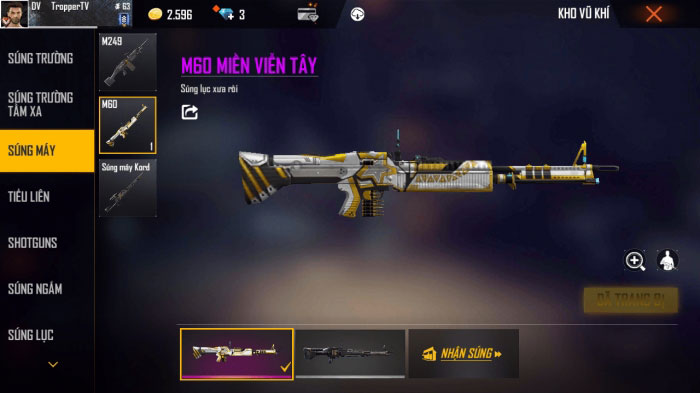 DV TropperTV # 63
2.596
3
KHO VŨ KHÍ
SÚNG TRƯỜNG
SÚNG TRƯỜNG
TẦM XA
SÚNG MÁY
TIỂU LIÊN
SHOTGUNS
SÚNG NGẮM
SÚNG LỤC
M249
M60
1
Súng máy Kord
M60 MIỀN VIỄN TÂY
Súng lục xưa rồi
ĐÃ TRANG BỊ
NHẬN SÚNG